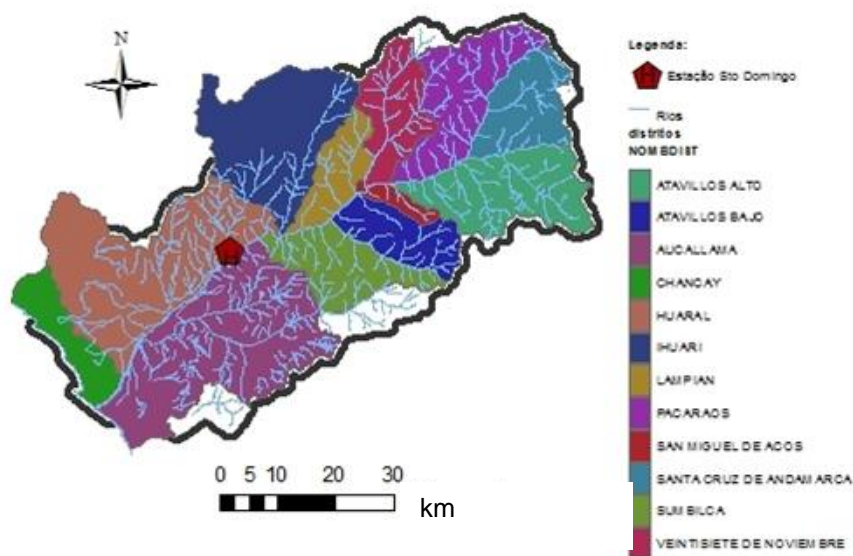 N
Legenda:
Estação Sto Domingo
Rios
distritos
NOMBDIST
ATAVILLOS ALTO
ATAVILLOS BAJO
AUCALLAMA
CHANCAY
HUARAL
IHUARI
LAMPIAN
PACARAOS
SAN MIGUEL DE ACOS
SANTA CRUZ DE ANDAMARCA
SUMBILCA
VEINTISIETE DE NOVIEMBRE
0 5 10 20 30
km